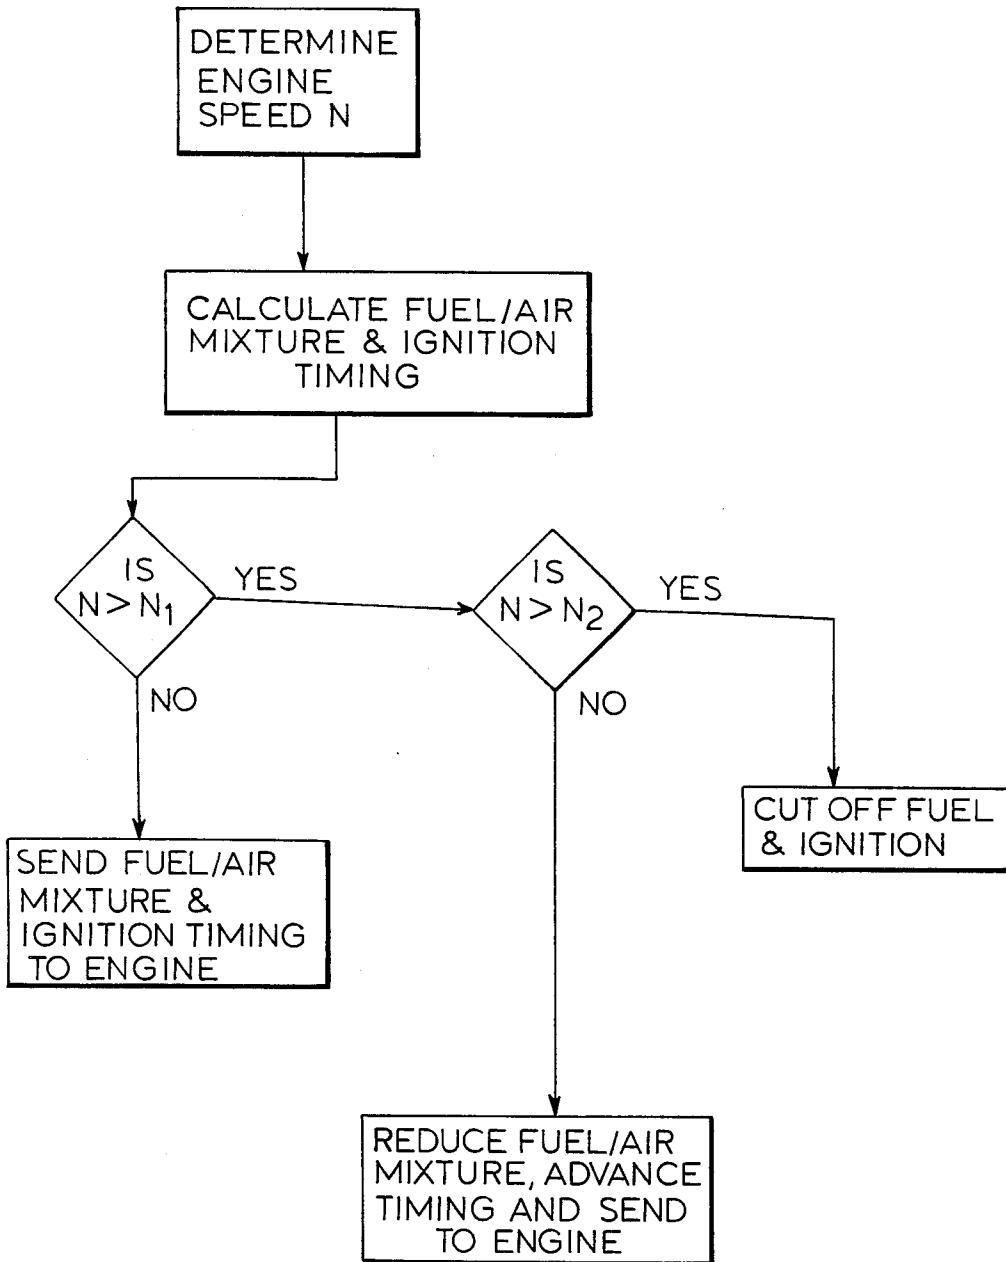 DETERMINE
ENGINE
SPEED N
CALCULATE FUEL/AIR
MIXTURE & IGNITION
TIMING
IS
N > N1
YES
NO
IS
N > N2
YES
NO
CUT OFF FUEL
& IGNITION
SEND FUEL/AIR
MIXTURE &
IGNITION TIMING
TO ENGINE
REDUCE FUEL/AIR
MIXTURE, ADVANCE
TIMING AND SEND
TO ENGINE